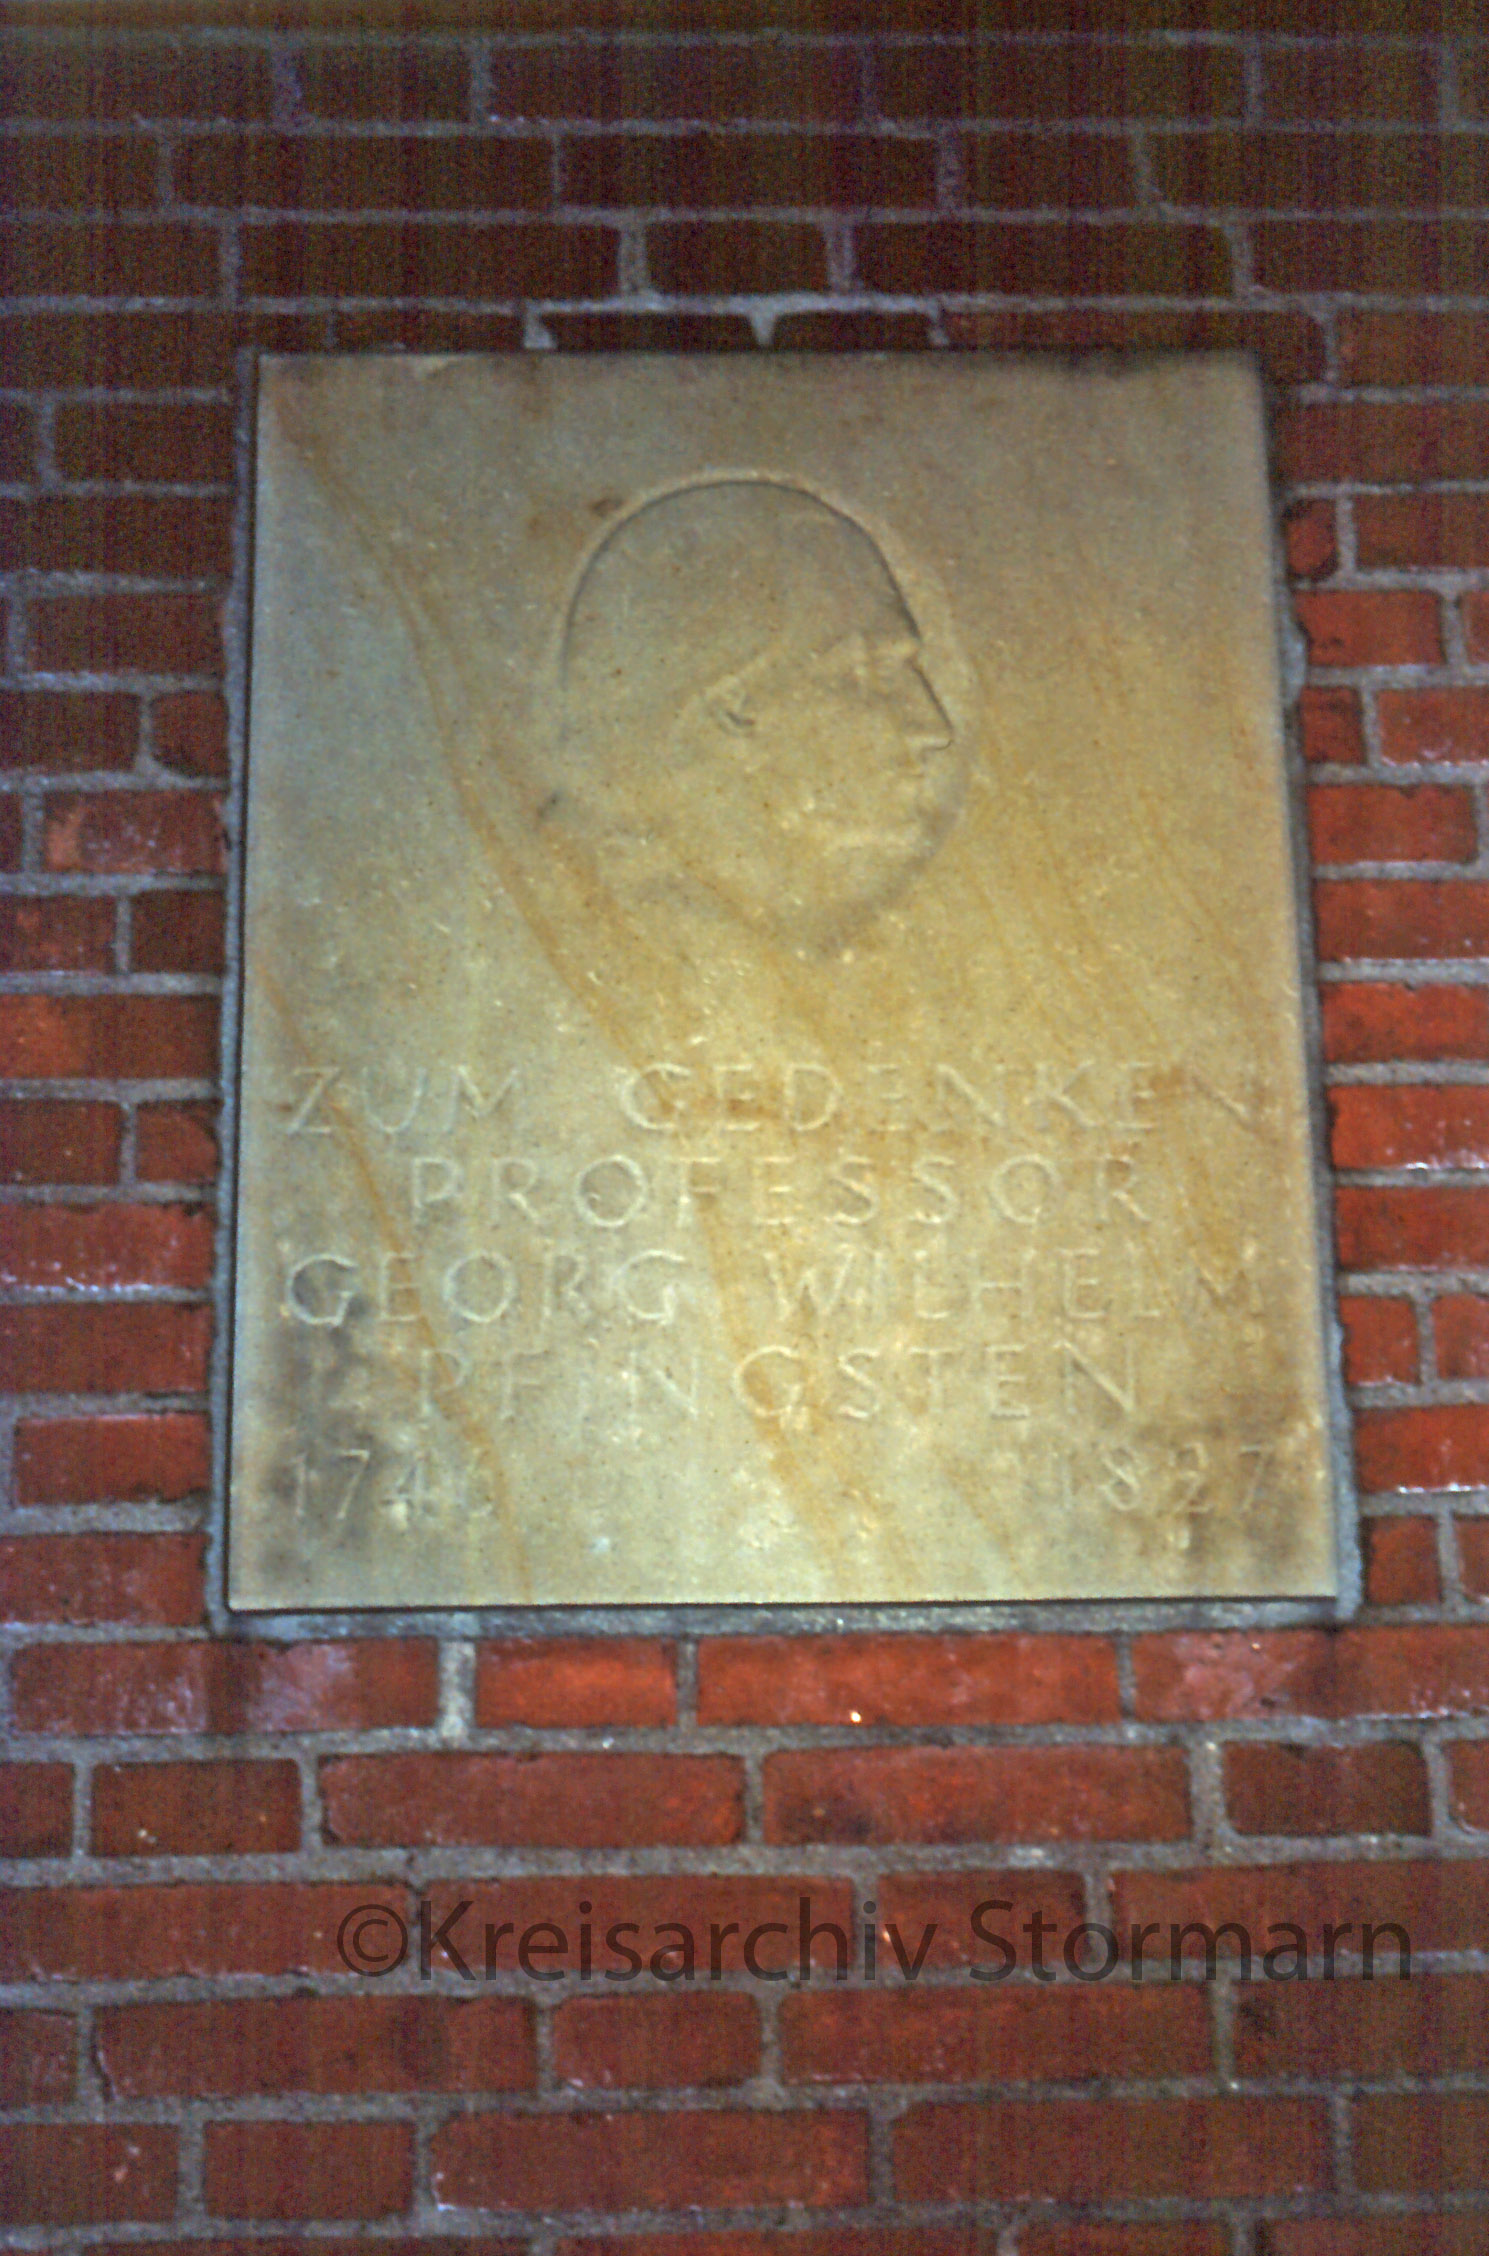 ZUM GEDENKEN
PROFESSOR
GEORG WILHELM
PFINGSTEN
1827
©Kreisarchiv Stormarn